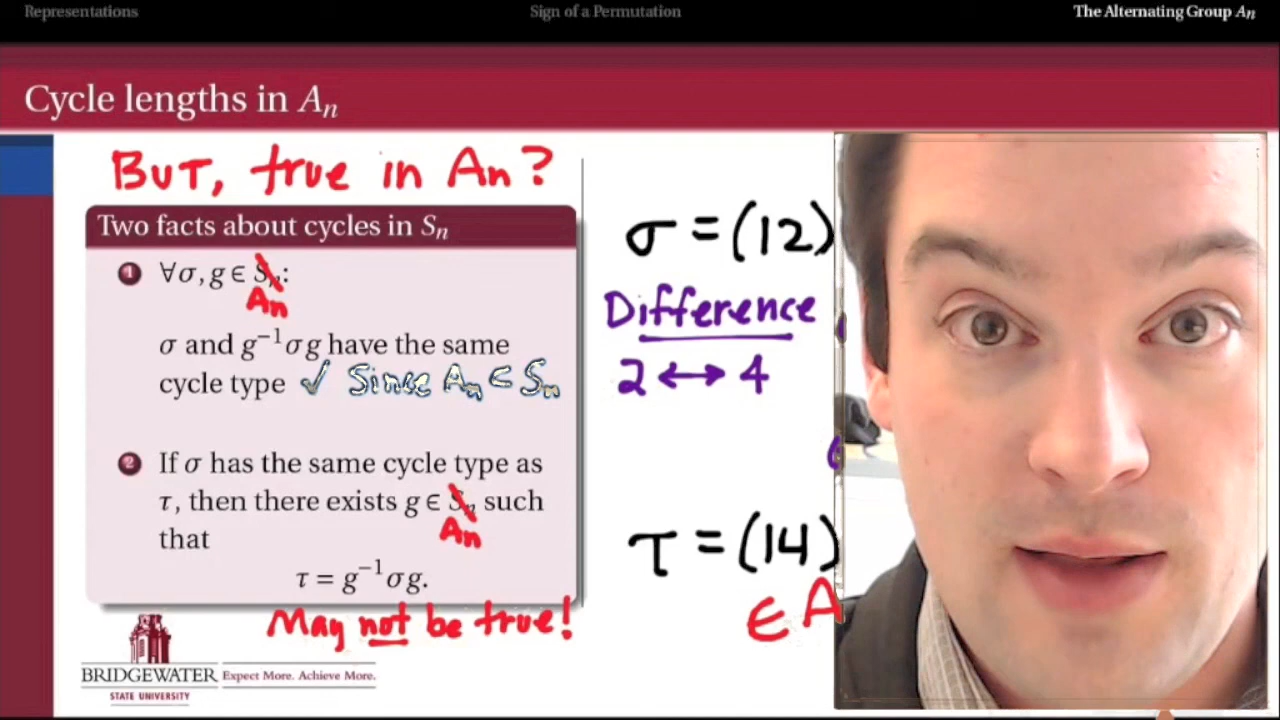 Representations
Sign of a Permutation
The Alternating Group Aₙ
Cycle lengths in Aₙ
BUT, true in An?
Two facts about cycles in Sₙ
1 ∀σ, g ∈ Sₙ:
An
σ and g⁻¹σg have the same
cycle type ✓ Since An ⊂ Sn
2 If σ has the same cycle type as
τ, then there exists g ∈ Sₙ such
An
that
τ = g⁻¹σg.
May not be true!
σ = (12)
Difference
2 ↔ 4
τ = (14)
∈ A
BRIDGEWATER
STATE UNIVERSITY
Expect More. Achieve More.